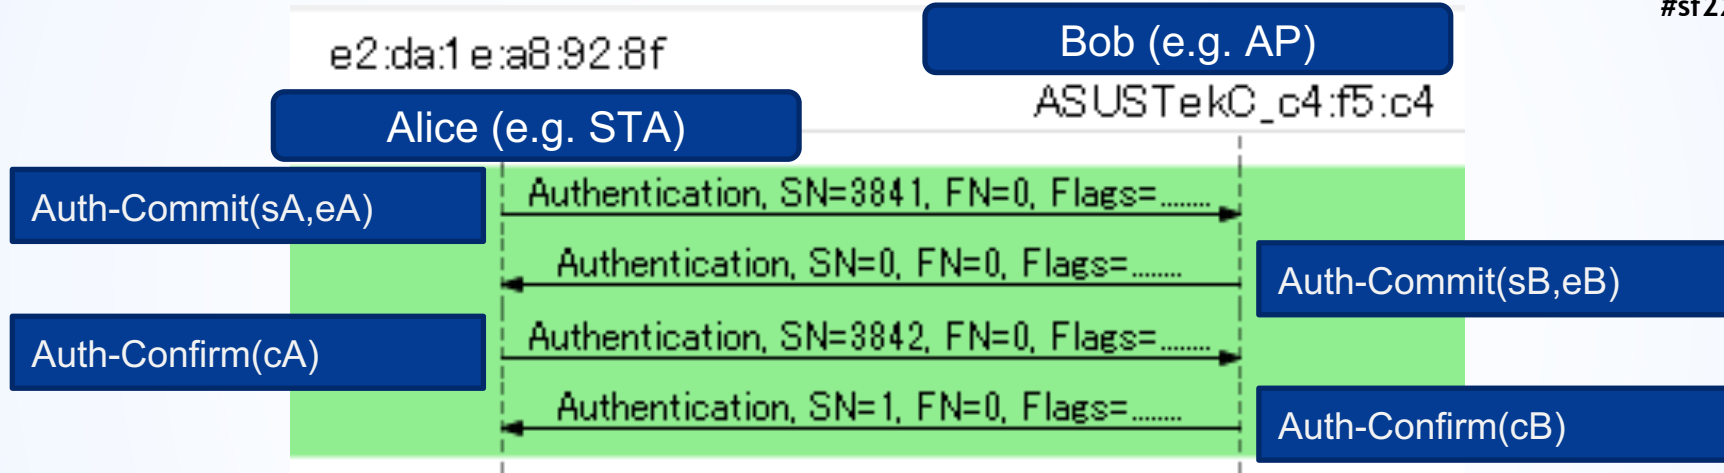 #sf22
Bob (e.g. AP)
e2:da:1e:a8:92:8f
ASUSTekC_c4:f5:c4
Alice (e.g. STA)
Auth-Commit(sA,eA)
Authentication, SN=3841, FN=0, Flags=........
Authentication, SN=0, FN=0, Flags=........
Auth-Commit(sB,eB)
Auth-Confirm(cA)
Authentication, SN=3842, FN=0, Flags=........
Authentication, SN=1, FN=0, Flags=........
Auth-Confirm(cB)